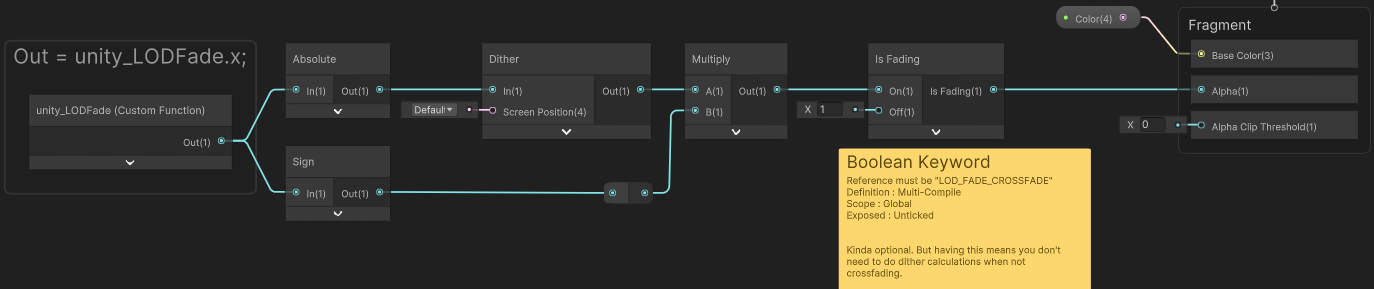 Out = unity_LODFade.x;
unity_LODFade (Custom Function)
Out(1)
Absolute
In(1) Out(1)
Sign
In(1) Out(1)
Default
Dither
In(1) Out(1)
Screen Position(4)
Multiply
A(1) Out(1)
B(1)
X 1
Is Fading
On(1) Is Fading(1)
Off(1)
Boolean Keyword
Reference must be "LOD_FADE_CROSSFADE"
Definition : Multi-Compile
Scope : Global
Exposed : Unticked
Kinda optional. But having this means you don't
need to do dither calculations when not
crossfading.
Color(4)
X 0
Fragment
Base Color(3)
Alpha(1)
Alpha Clip Threshold(1)